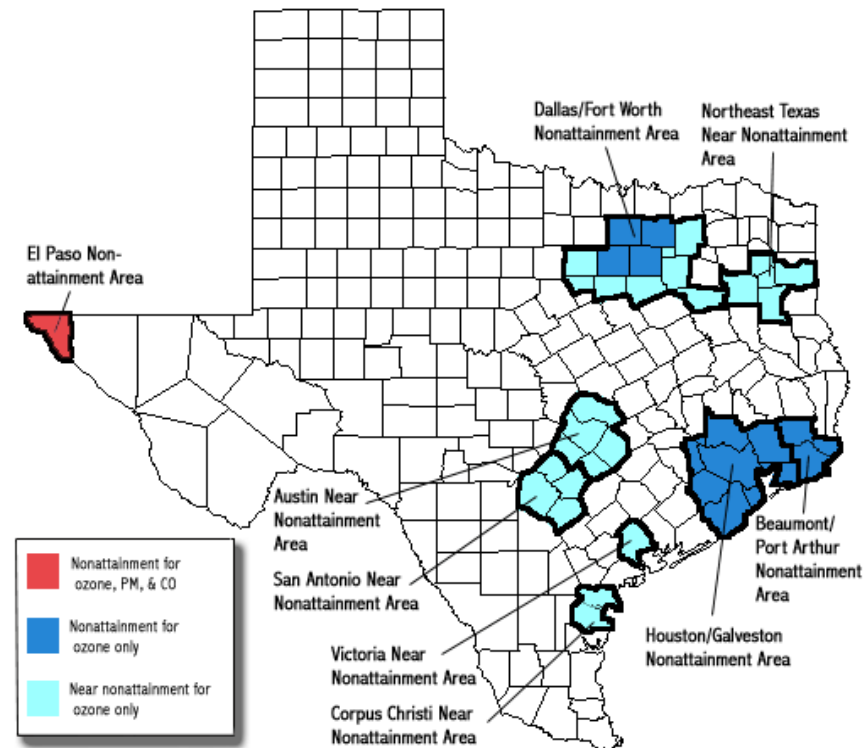 Dallas/Fort Worth
Nonattainment Area
Northeast Texas
Near Nonattainment
Area
El Paso Non-
attainment Area
Austin Near
Nonattainment
Area
San Antonio Near
Nonattainment Area
Victoria Near
Nonattainment Area
Corpus Christi Near
Nonattainment Area
Beaumont/
Port Arthur
Nonattainment
Area
Houston/Galveston
Nonattainment Area
Nonattainment for
ozone, PM, & CO
Nonattainment for
ozone only
Near nonattainment for
ozone only